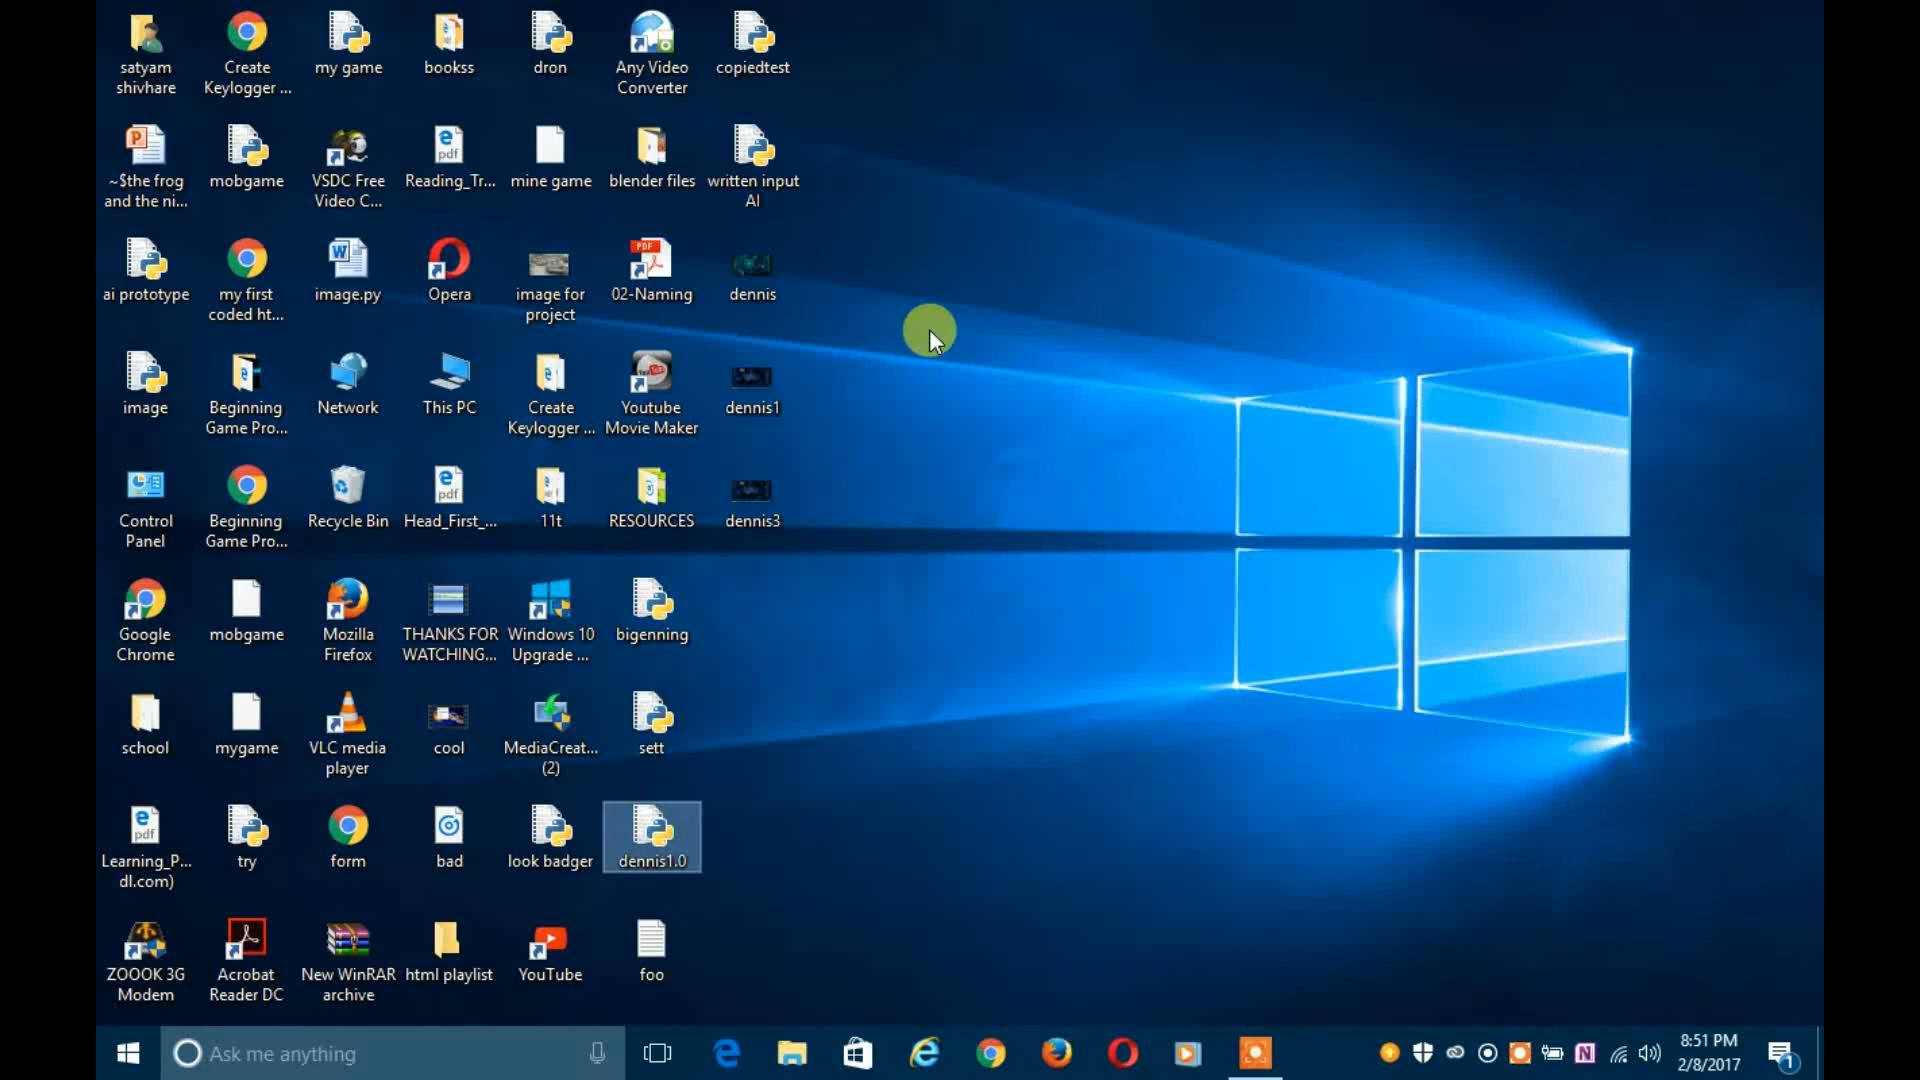 satyam
shivhare
Create
Keylogger ...
my game
bookss
dron
Any Video
Converter
copiedtest
~$the frog
and the ni...
mobgame
VSDC Free
Video C...
Reading_Tr...
mine game
blender files
written input
AI
ai prototype
my first
coded ht...
image.py
Opera
image for
project
02-Naming
dennis
image
Beginning
Game Pro...
Network
This PC
Create
Keylogger ...
Youtube
Movie Maker
dennis1
Control
Panel
Beginning
Game Pro...
Recycle Bin
Head_First_...
11t
RESOURCES
dennis3
Google
Chrome
mobgame
Mozilla
Firefox
THANKS FOR
WATCHING...
Windows 10
Upgrade ...
bigenning
school
mygame
VLC media
player
cool
MediaCreat...
(2)
sett
Learning_P...
dl.com)
try
form
bad
look badger
dennis1.0
ZOOOK 3G
Modem
Acrobat
Reader DC
New WinRAR
archive
html playlist
YouTube
foo
Ask me anything
8:51 PM
2/8/2017
1